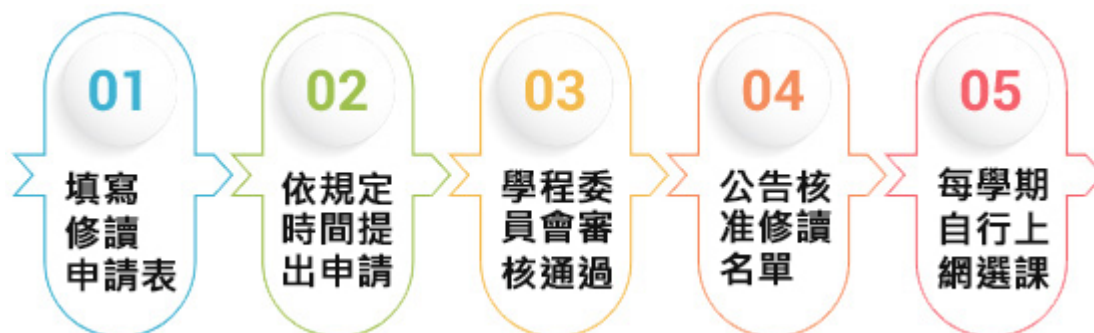 01
填寫
修讀
申請表
02
依規定
時間提
出申請
03
學程委
員會審
核通過
04
公告核
准修讀
名單
05
每學期
自行上
網選課